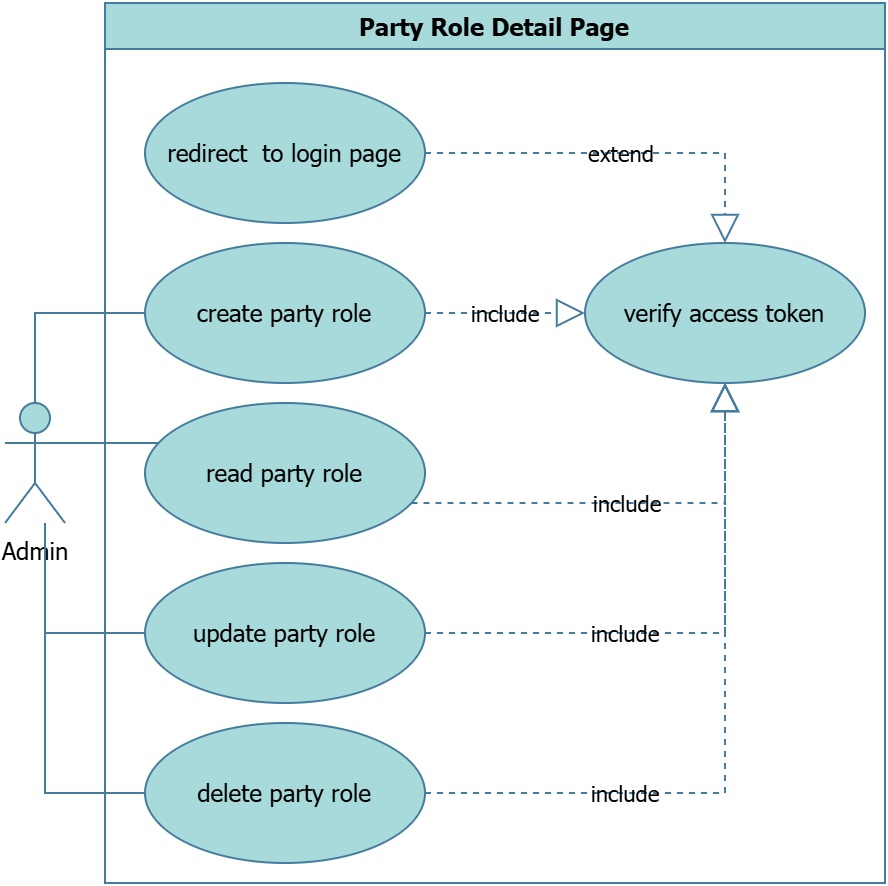 Party Role Detail Page
redirect  to login page
extend
create party role
include
verify access token
read party role
include
Admin
update party role
include
delete party role
include